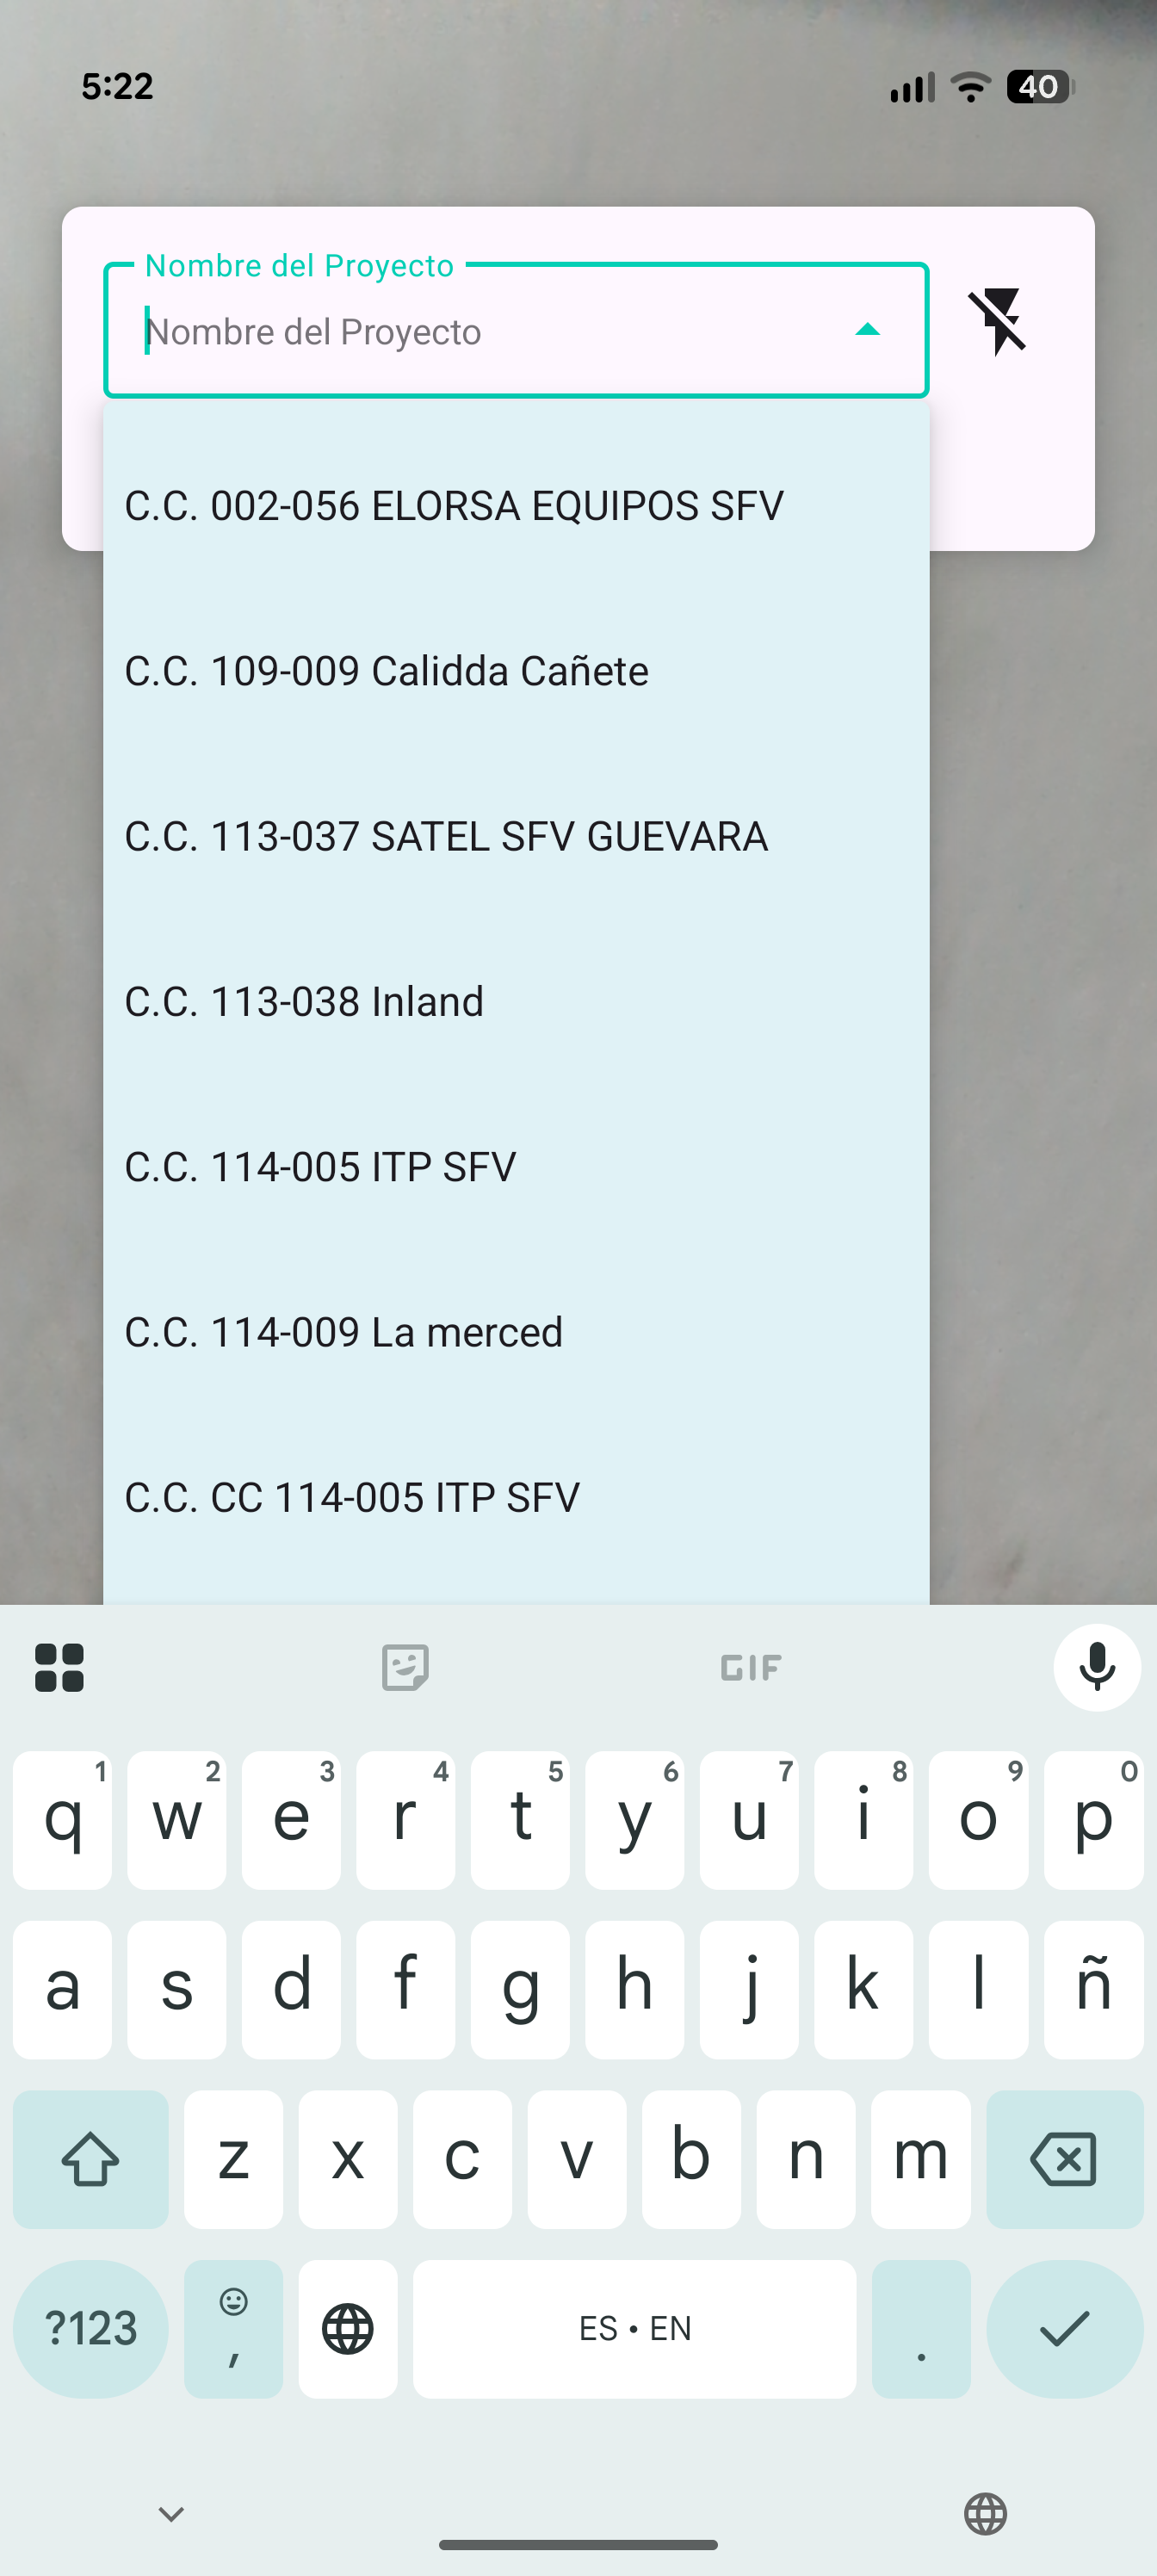 5:22
40
Nombre del Proyecto
Nombre del Proyecto
C.C. 002-056 ELORSA EQUIPOS SFV
C.C. 109-009 Calidda Cañete
C.C. 113-037 SATEL SFV GUEVARA
C.C. 113-038 Inland
C.C. 114-005 ITP SFV
C.C. 114-009 La merced
C.C. CC 114-005 ITP SFV
GIF
1 2 3 4 5 6 7 8 9 0
q w e r t y u i o p
a s d f g h j k l ñ
z x c v b n m
?123 , ES • EN .